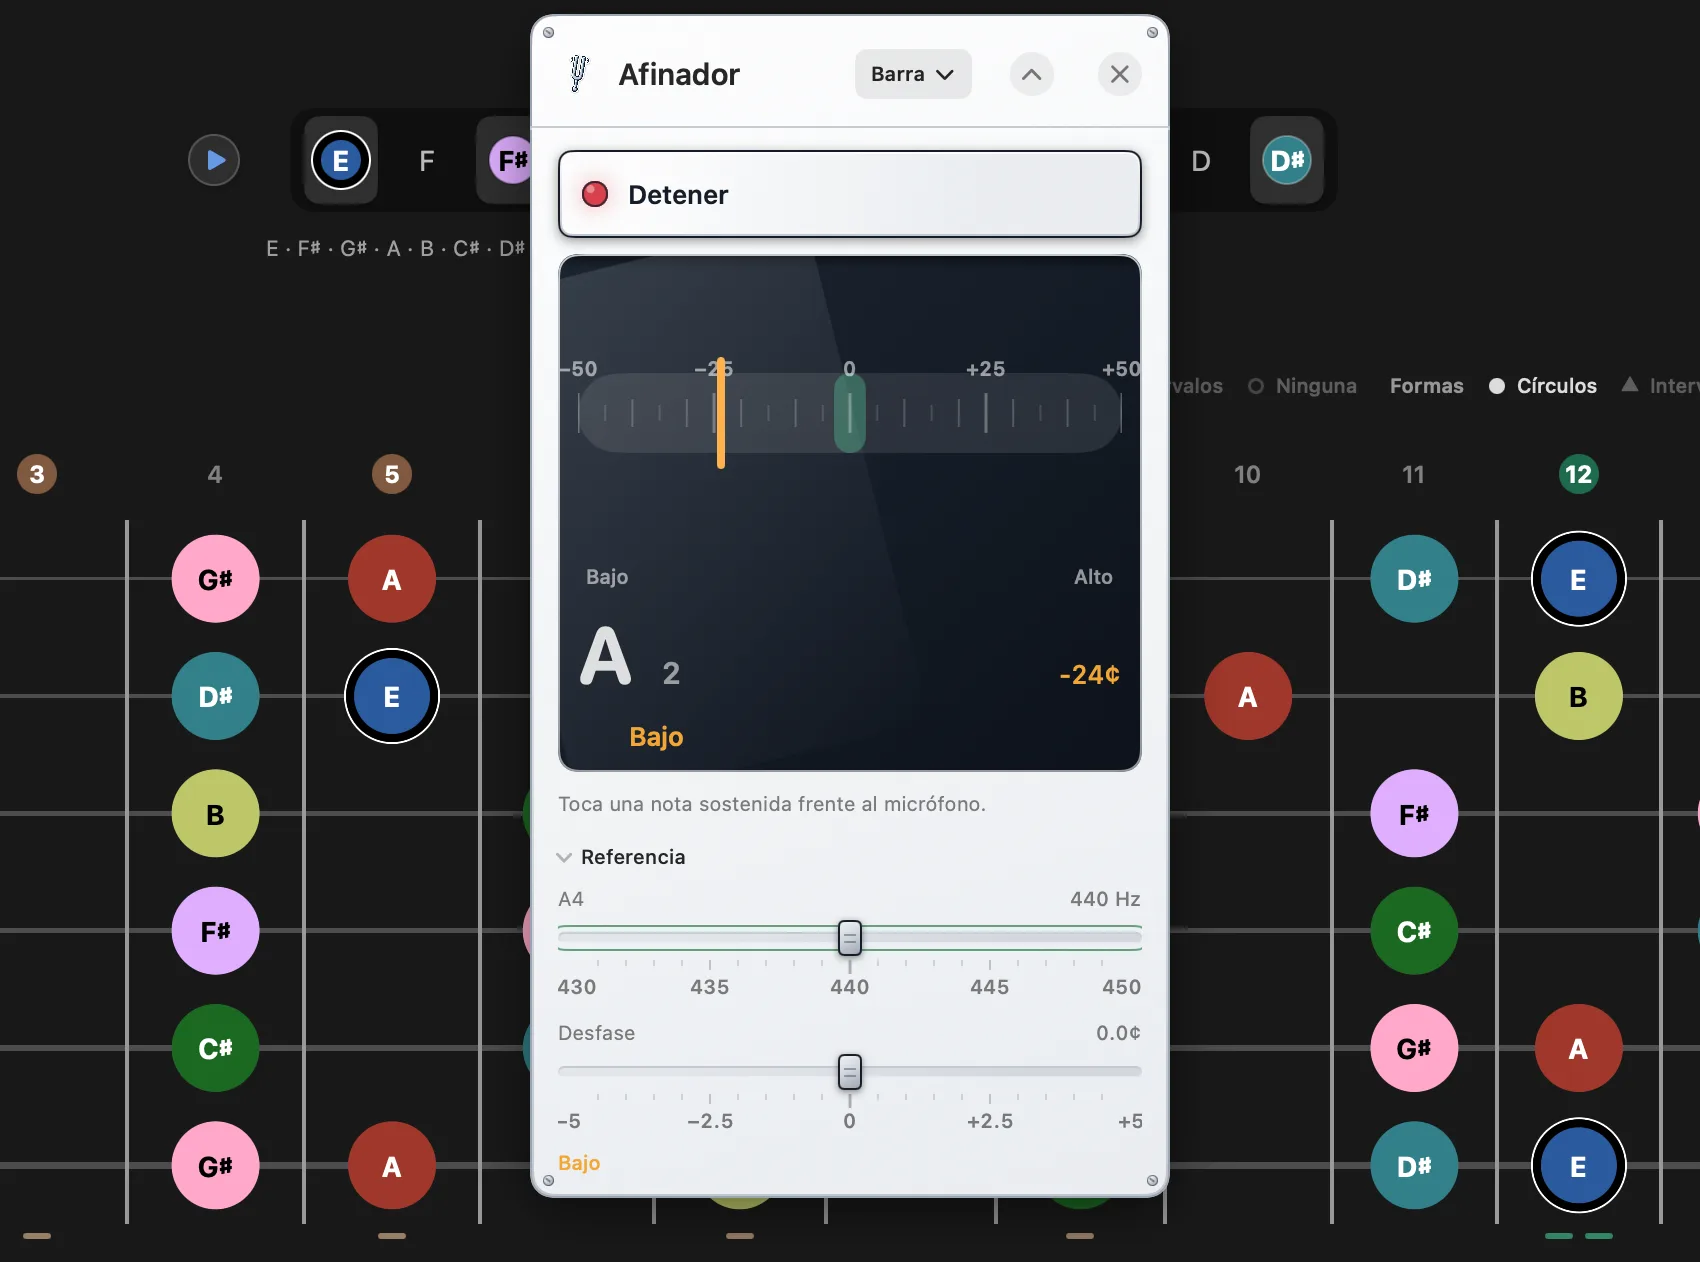 Afinador
Barra
E F F# D D#
Detener
E · F# · G# · A · B · C# · D#
-50 -25 0 +25 +50
Ninguna Formas Círculos
3 4 5 10 11 12
G# A D# E
Bajo Alto
D# E A B
A 2 -24¢
Bajo
Toca una nota sostenida frente al micrófono.
B F#
Referencia
A4 440 Hz
F# C#
430 435 440 445 450
Desfase 0.0¢
C# G# A
-5 -2.5 0 +2.5 +5
Bajo
G# A D# E